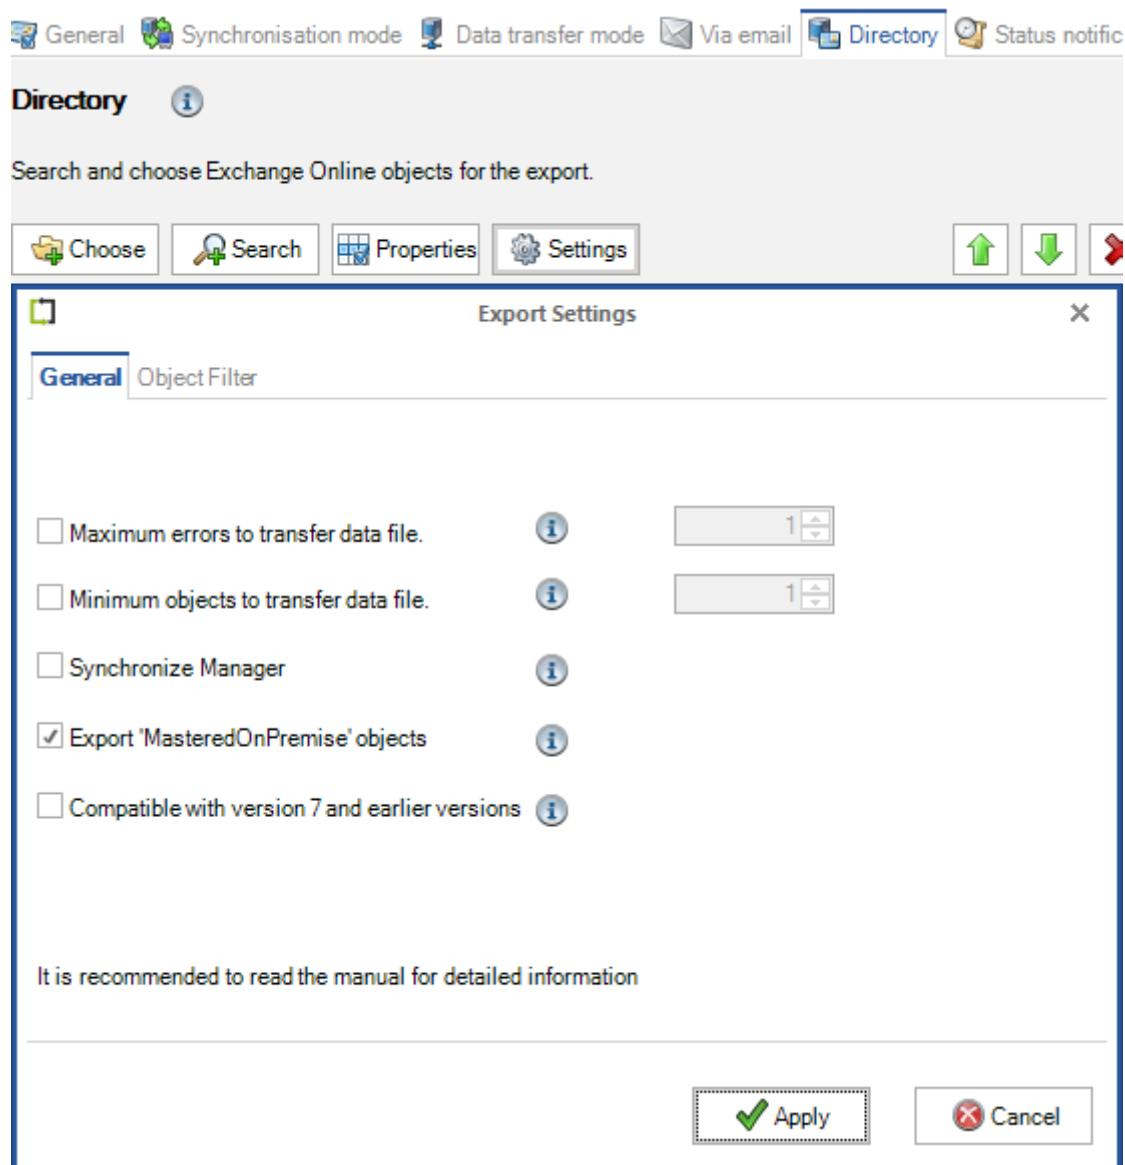 General Synchronisation mode Data transfer mode Via email Directory Status notific
Directory
Search and choose Exchange Online objects for the export.
Choose Search Properties Settings
Export Settings
General Object Filter
Maximum errors to transfer data file. 1
Minimum objects to transfer data file. 1
Synchronize Manager
Export 'MasteredOnPremise' objects
Compatible with version 7 and earlier versions
It is recommended to read the manual for detailed information
Apply Cancel